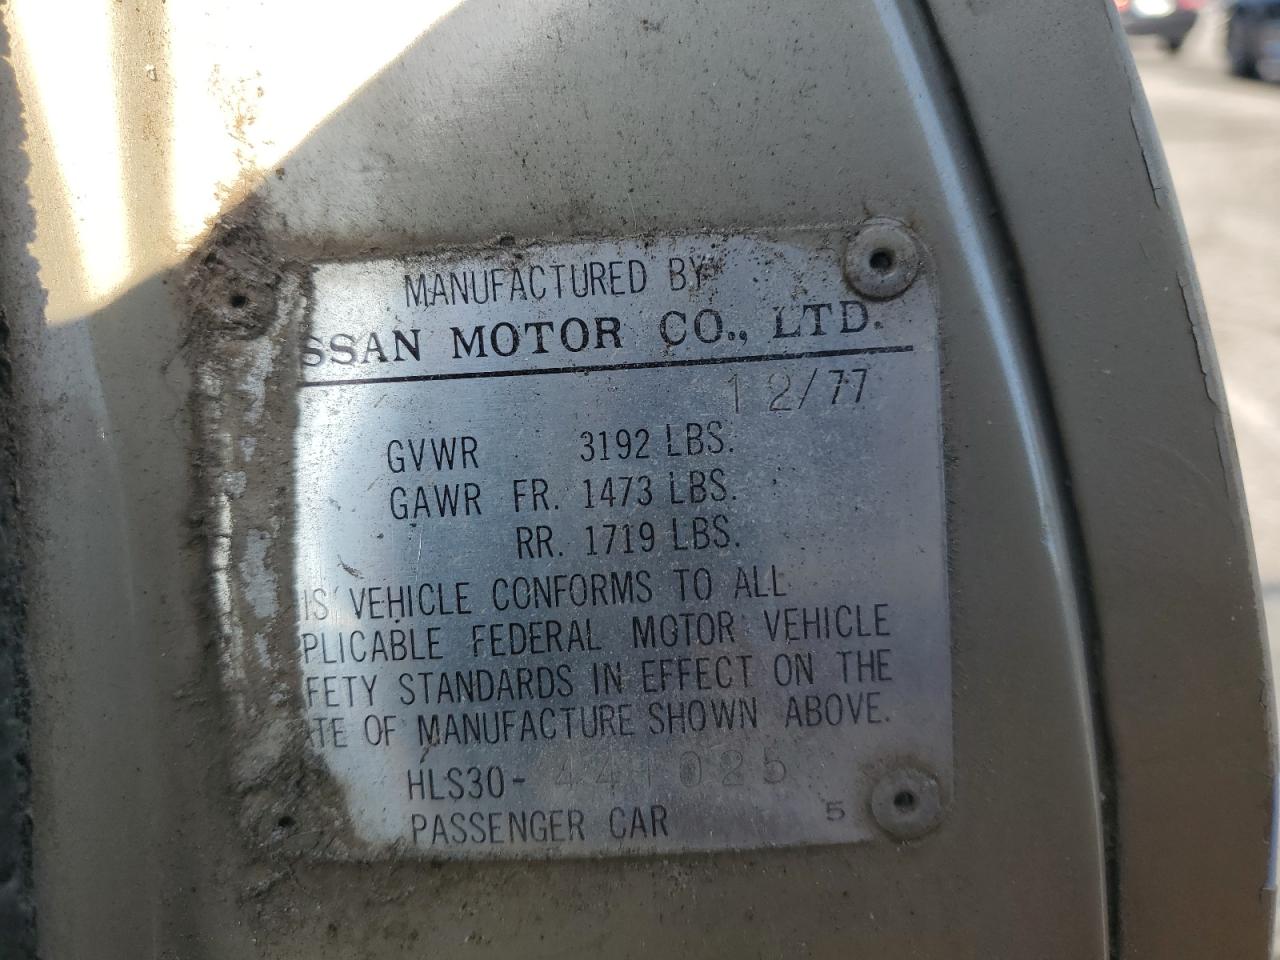 MANUFACTURED BY
SSAN MOTOR CO., LTD.
12/77
GVWR 3192 LBS.
GAWR FR. 1473 LBS.
RR. 1719 LBS.
IS VEHICLE CONFORMS TO ALL
PLICABLE FEDERAL MOTOR VEHICLE
FETY STANDARDS IN EFFECT ON THE
TE OF MANUFACTURE SHOWN ABOVE.
HLS30-441025
PASSENGER CAR 5